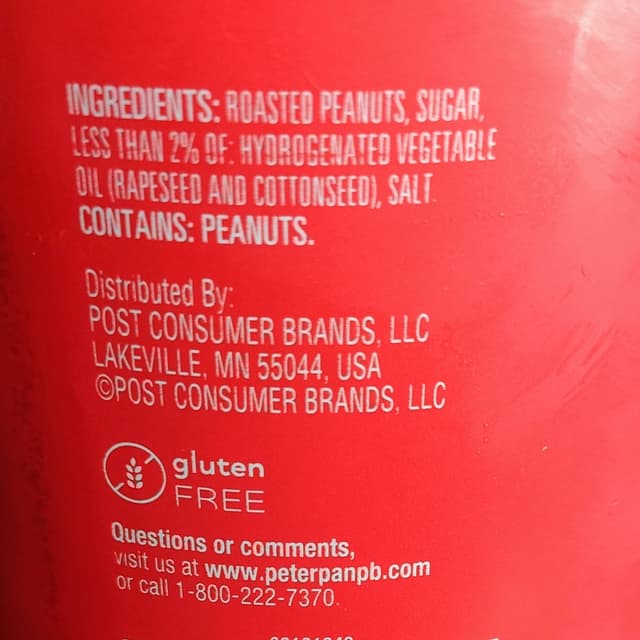 INGREDIENTS: ROASTED PEANUTS, SUGAR,
LESS THAN 2% OF: HYDROGENATED VEGETABLE
OIL (RAPESEED AND COTTONSEED), SALT.
CONTAINS: PEANUTS.
Distributed By:
POST CONSUMER BRANDS, LLC
LAKEVILLE, MN 55044, USA
©POST CONSUMER BRANDS, LLC
gluten
FREE
Questions or comments,
visit us at www.peterpanpb.com
or call 1-800-222-7370.